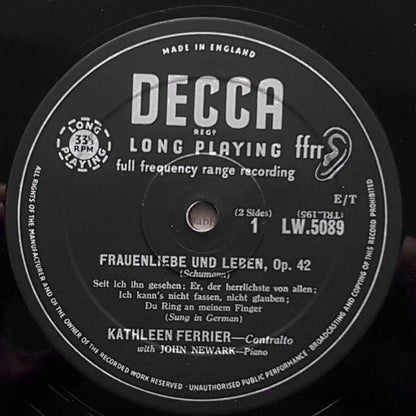 MADE IN ENGLAND
DECCA
REGD
LONG PLAYING
ffrr
full frequency range recording
LONG
33⅓
RPM
PLAYING
E/T
(TRL.195)
(2 Sides)
1
LW.5089
FRAUENLIEBE UND LEBEN, Op. 42
(Schumann)
Seit ich ihn gesehen; Er, der herrlichste von allen;
Ich kann's nicht fassen, nicht glauben;
Du Ring an meinem Finger
(Sung in German)
KATHLEEN FERRIER—Contralto
with JOHN NEWARK—Piano
ALL RIGHTS OF THE MANUFACTURER AND OF THE OWNER OF THE RECORDED WORK RESERVED · UNAUTHORISED PUBLIC PERFORMANCE, BROADCASTING AND COPYING OF THIS RECORD PROHIBITED